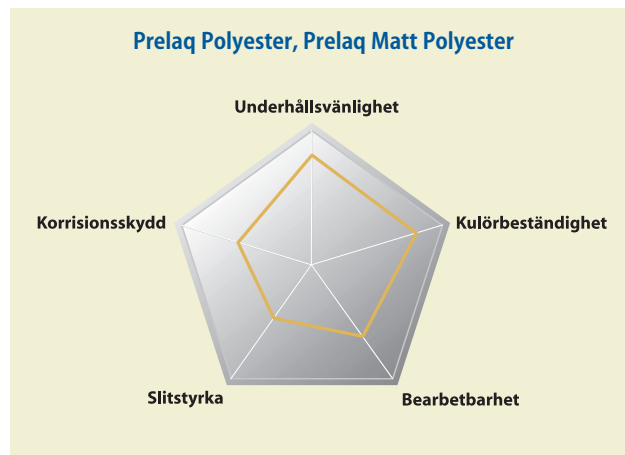 Prelaq Polyester, Prelaq Matt Polyester
Underhållsvänlighet
Korrisionsskydd
Kulörbeständighet
Slitstyrka
Bearbetbarhet